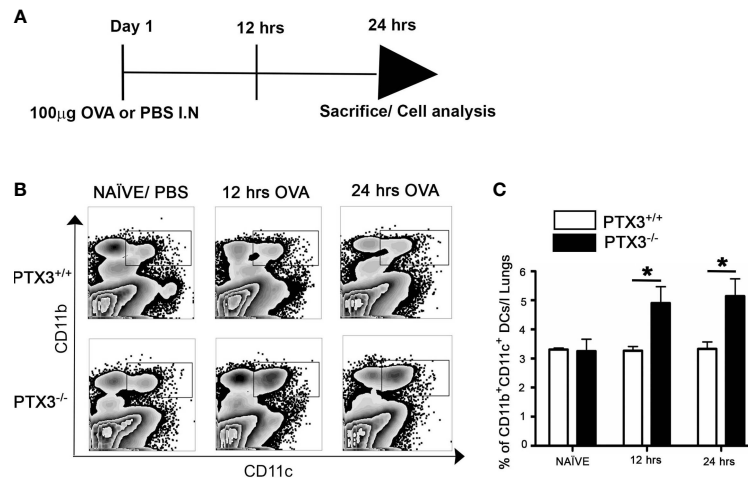 A
Day 1
12 hrs
24 hrs
100μg OVA or PBS I.N
Sacrifice/ Cell analysis
B
NAÏVE/ PBS
12 hrs OVA
24 hrs OVA
PTX3+/+
PTX3-/-
CD11b
CD11c
C
PTX3+/+
PTX3-/-
% of CD11b+CD11c+ DCs/l Lungs
6
5
4
3
2
1
0
*
*
NAÏVE
12 hrs
24 hrs